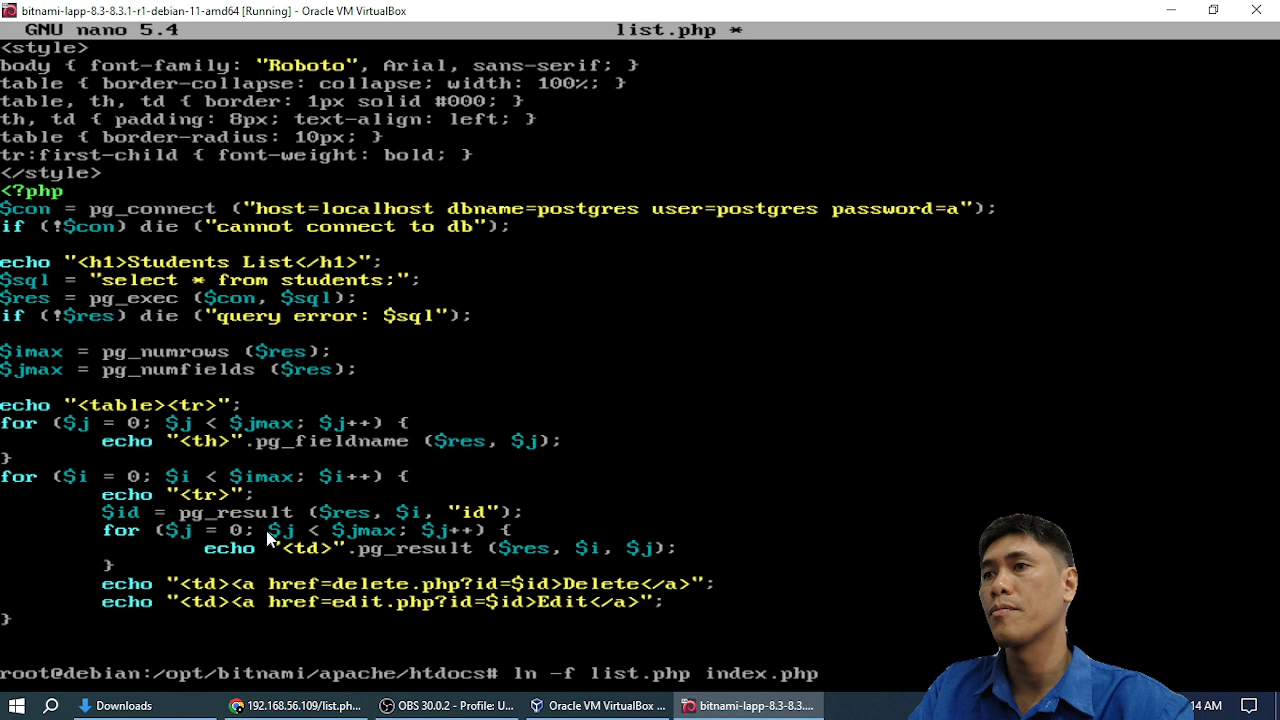 bitnami-lapp-8.3-8.3.1-r1-debian-11-amd64 [Running] - Oracle VM VirtualBox
GNU nano 5.4 list.php *
<style>
body { font-family: "Roboto", Arial, sans-serif; }
table { border-collapse: collapse; width: 100%; }
table, th, td { border: 1px solid #000; }
th, td { padding: 8px; text-align: left; }
table { border-radius: 10px; }
tr:first-child { font-weight: bold; }
</style>
<?php
$con = pg_connect ("host=localhost dbname=postgres user=postgres password=a");
if (!$con) die ("cannot connect to db");
echo "<h1>Students List</h1>";
$sql = "select * from students;";
$res = pg_exec ($con, $sql);
if (!$res) die ("query error: $sql");
$imax = pg_numrows ($res);
$jmax = pg_numfields ($res);
echo "<table><tr>";
for ($j = 0; $j < $jmax; $j++) {
echo "<th>".pg_fieldname ($res, $j);
}
for ($i = 0; $i < $imax; $i++) {
echo "<tr>";
$id = pg_result ($res, $i, "id");
for ($j = 0; $j < $jmax; $j++) {
echo "<td>".pg_result ($res, $i, $j);
}
echo "<td><a href=delete.php?id=$id>Delete</a>";
echo "<td><a href=edit.php?id=$id>Edit</a>";
}
root@debian:/opt/bitnami/apache/htdocs# ln -f list.php index.php
Downloads 192.168.56.109/list.ph... OBS 30.0.2 - Profile: U... Oracle VM VirtualBox ... bitnami-lapp-8.3-8.3.... 14 AM